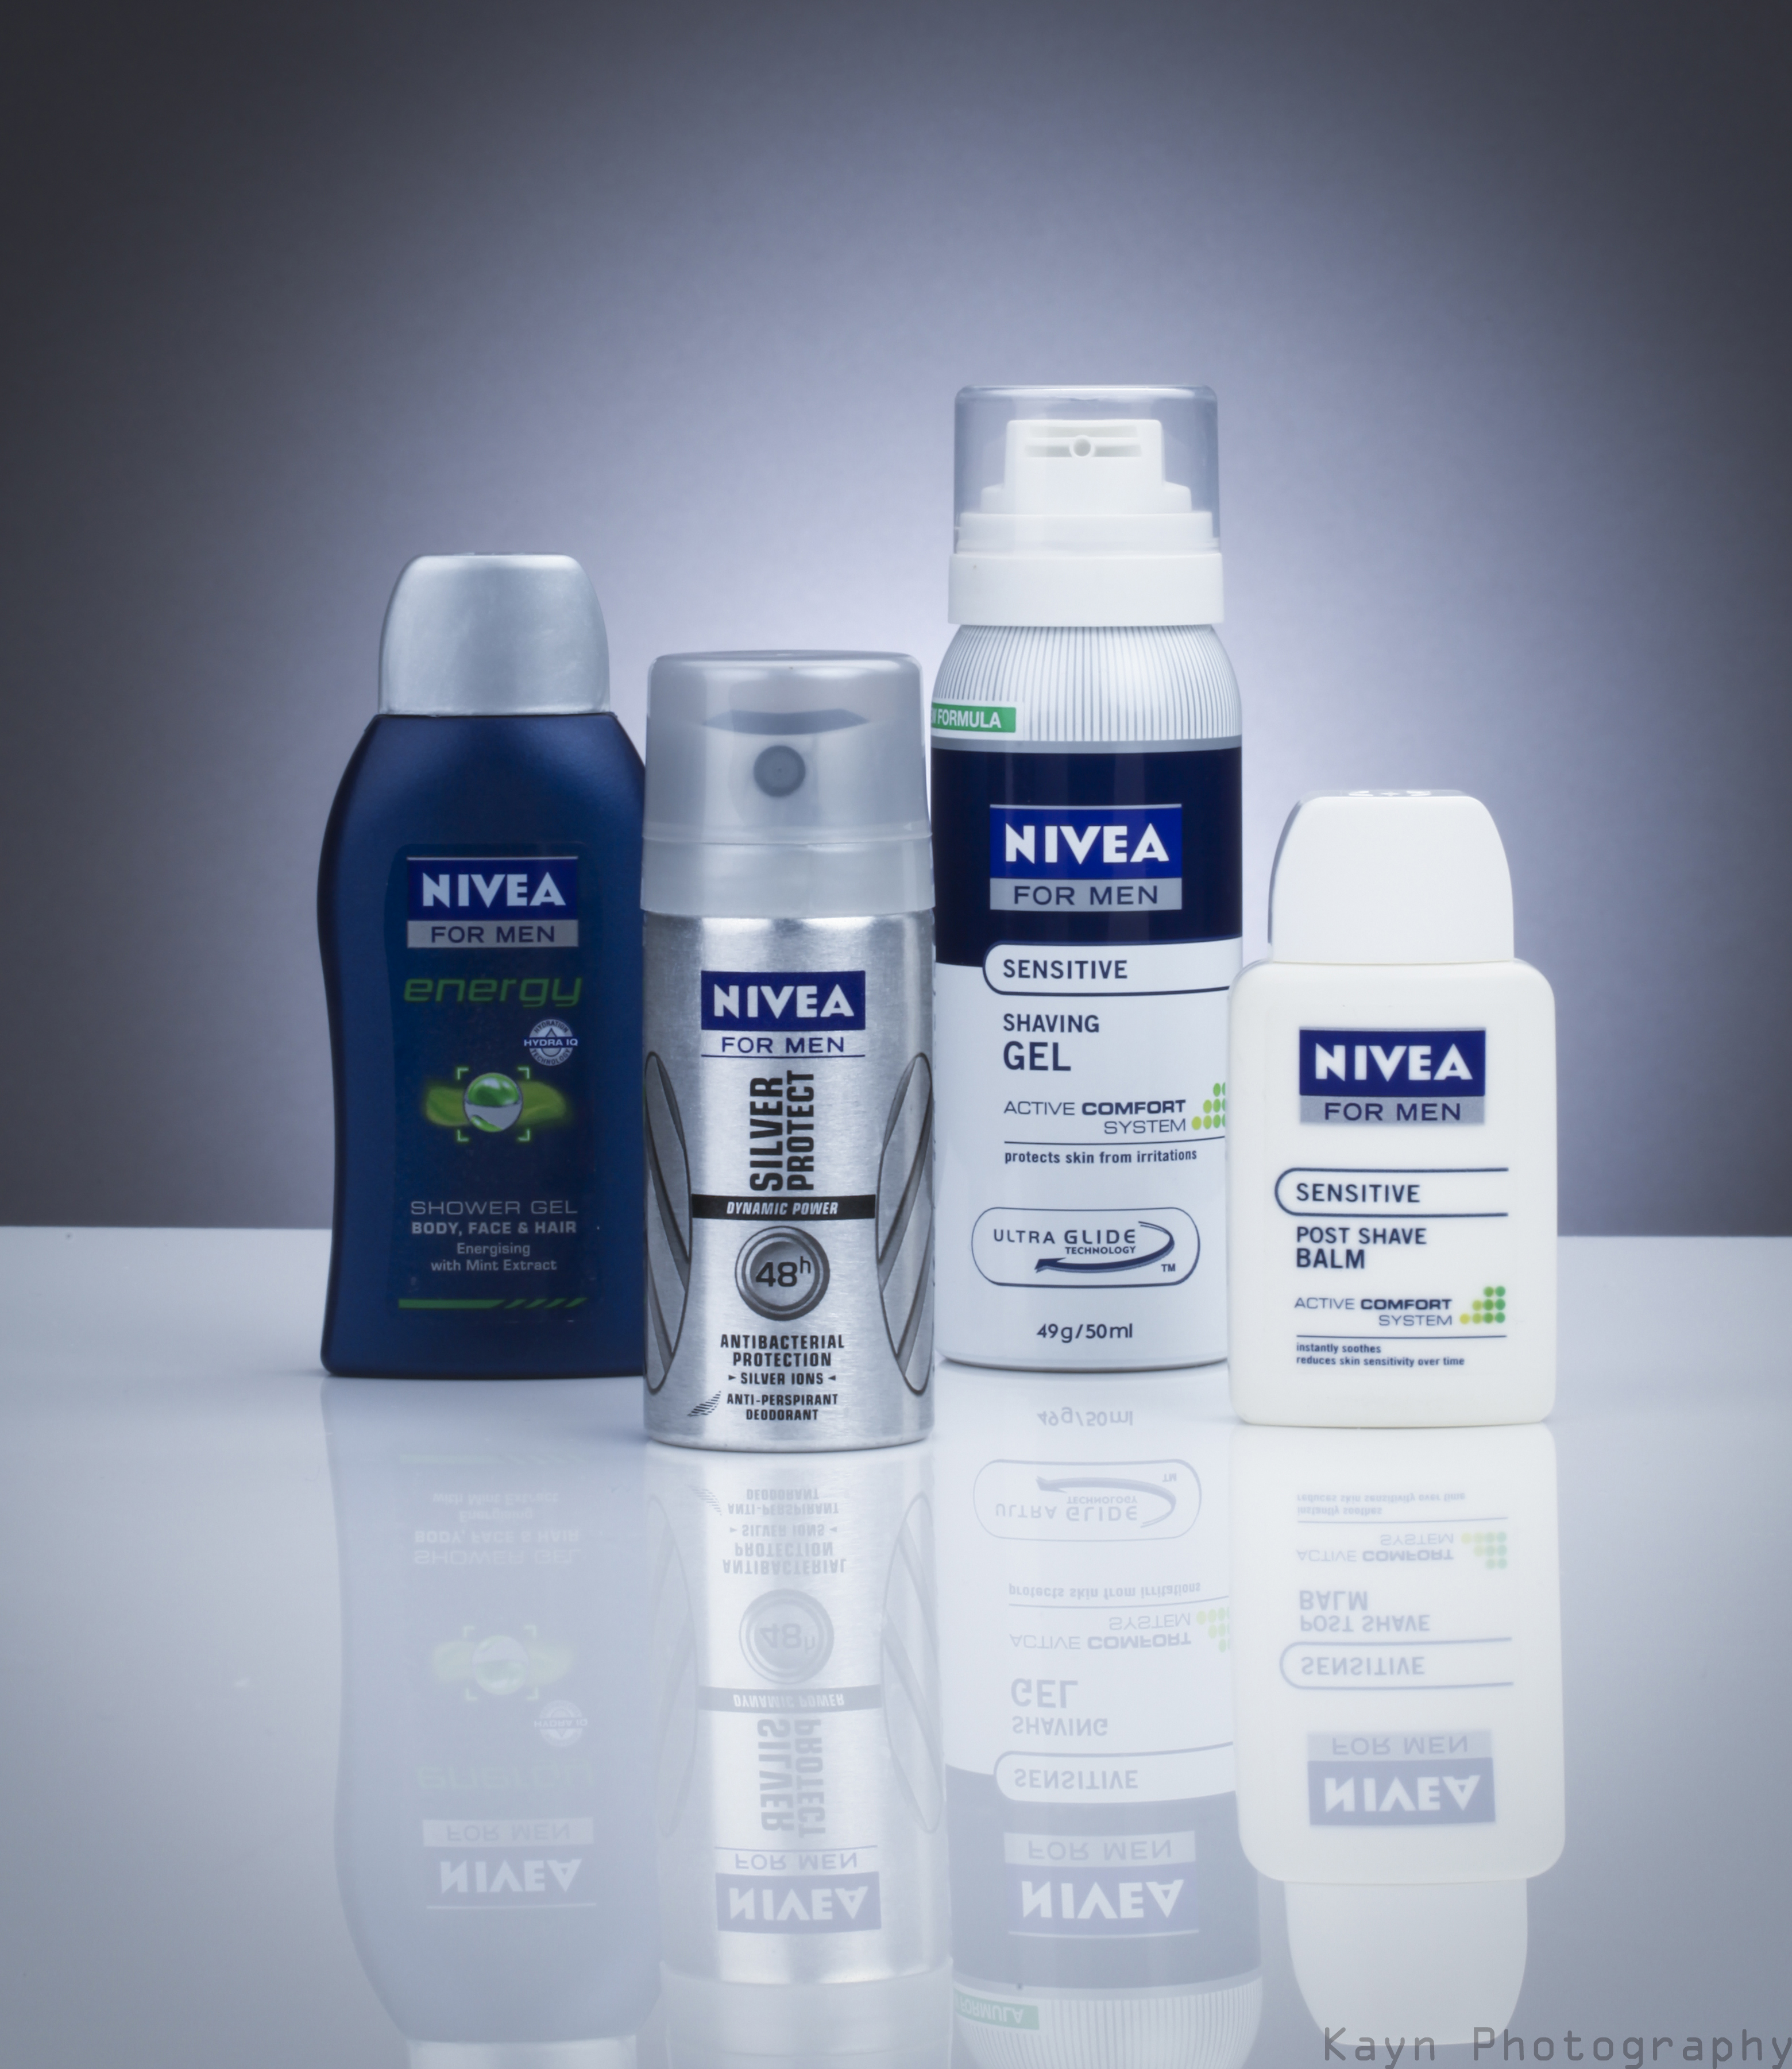 NIVEA
FOR MEN
energy
HYDRA IQ
SHOWER GEL
BODY, FACE & HAIR
Energising
with Mint Extract
NIVEA
FOR MEN
SILVER
PROTECT
DYNAMIC POWER
48h
ANTIBACTERIAL
PROTECTION
SILVER IONS
ANTI-PERSPIRANT
DEODORANT
FORMULA
NIVEA
FOR MEN
SENSITIVE
SHAVING
GEL
ACTIVE COMFORT
SYSTEM
protects skin from irritations
ULTRA GLIDE
TECHNOLOGY
TM
49g/50ml
NIVEA
FOR MEN
SENSITIVE
POST SHAVE
BALM
ACTIVE COMFORT
SYSTEM
instantly soothes
reduces skin sensitivity over time
Kayn Photography